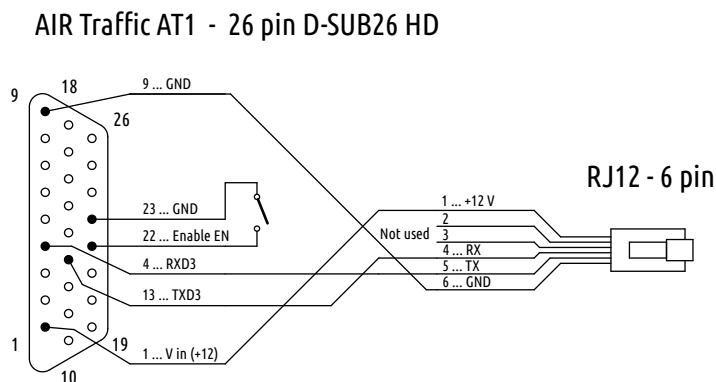 AIR Traffic AT1 - 26 pin D-SUB26 HD
9
18
26
9 ... GND
23 ... GND
22 ... Enable EN
4 ... RXD3
13 ... TXD3
1 ... V in (+12)
1
19
10
RJ12 - 6 pin
1 ... +12 V
2
Not used
3
4 ... RX
5 ... TX
6 ... GND